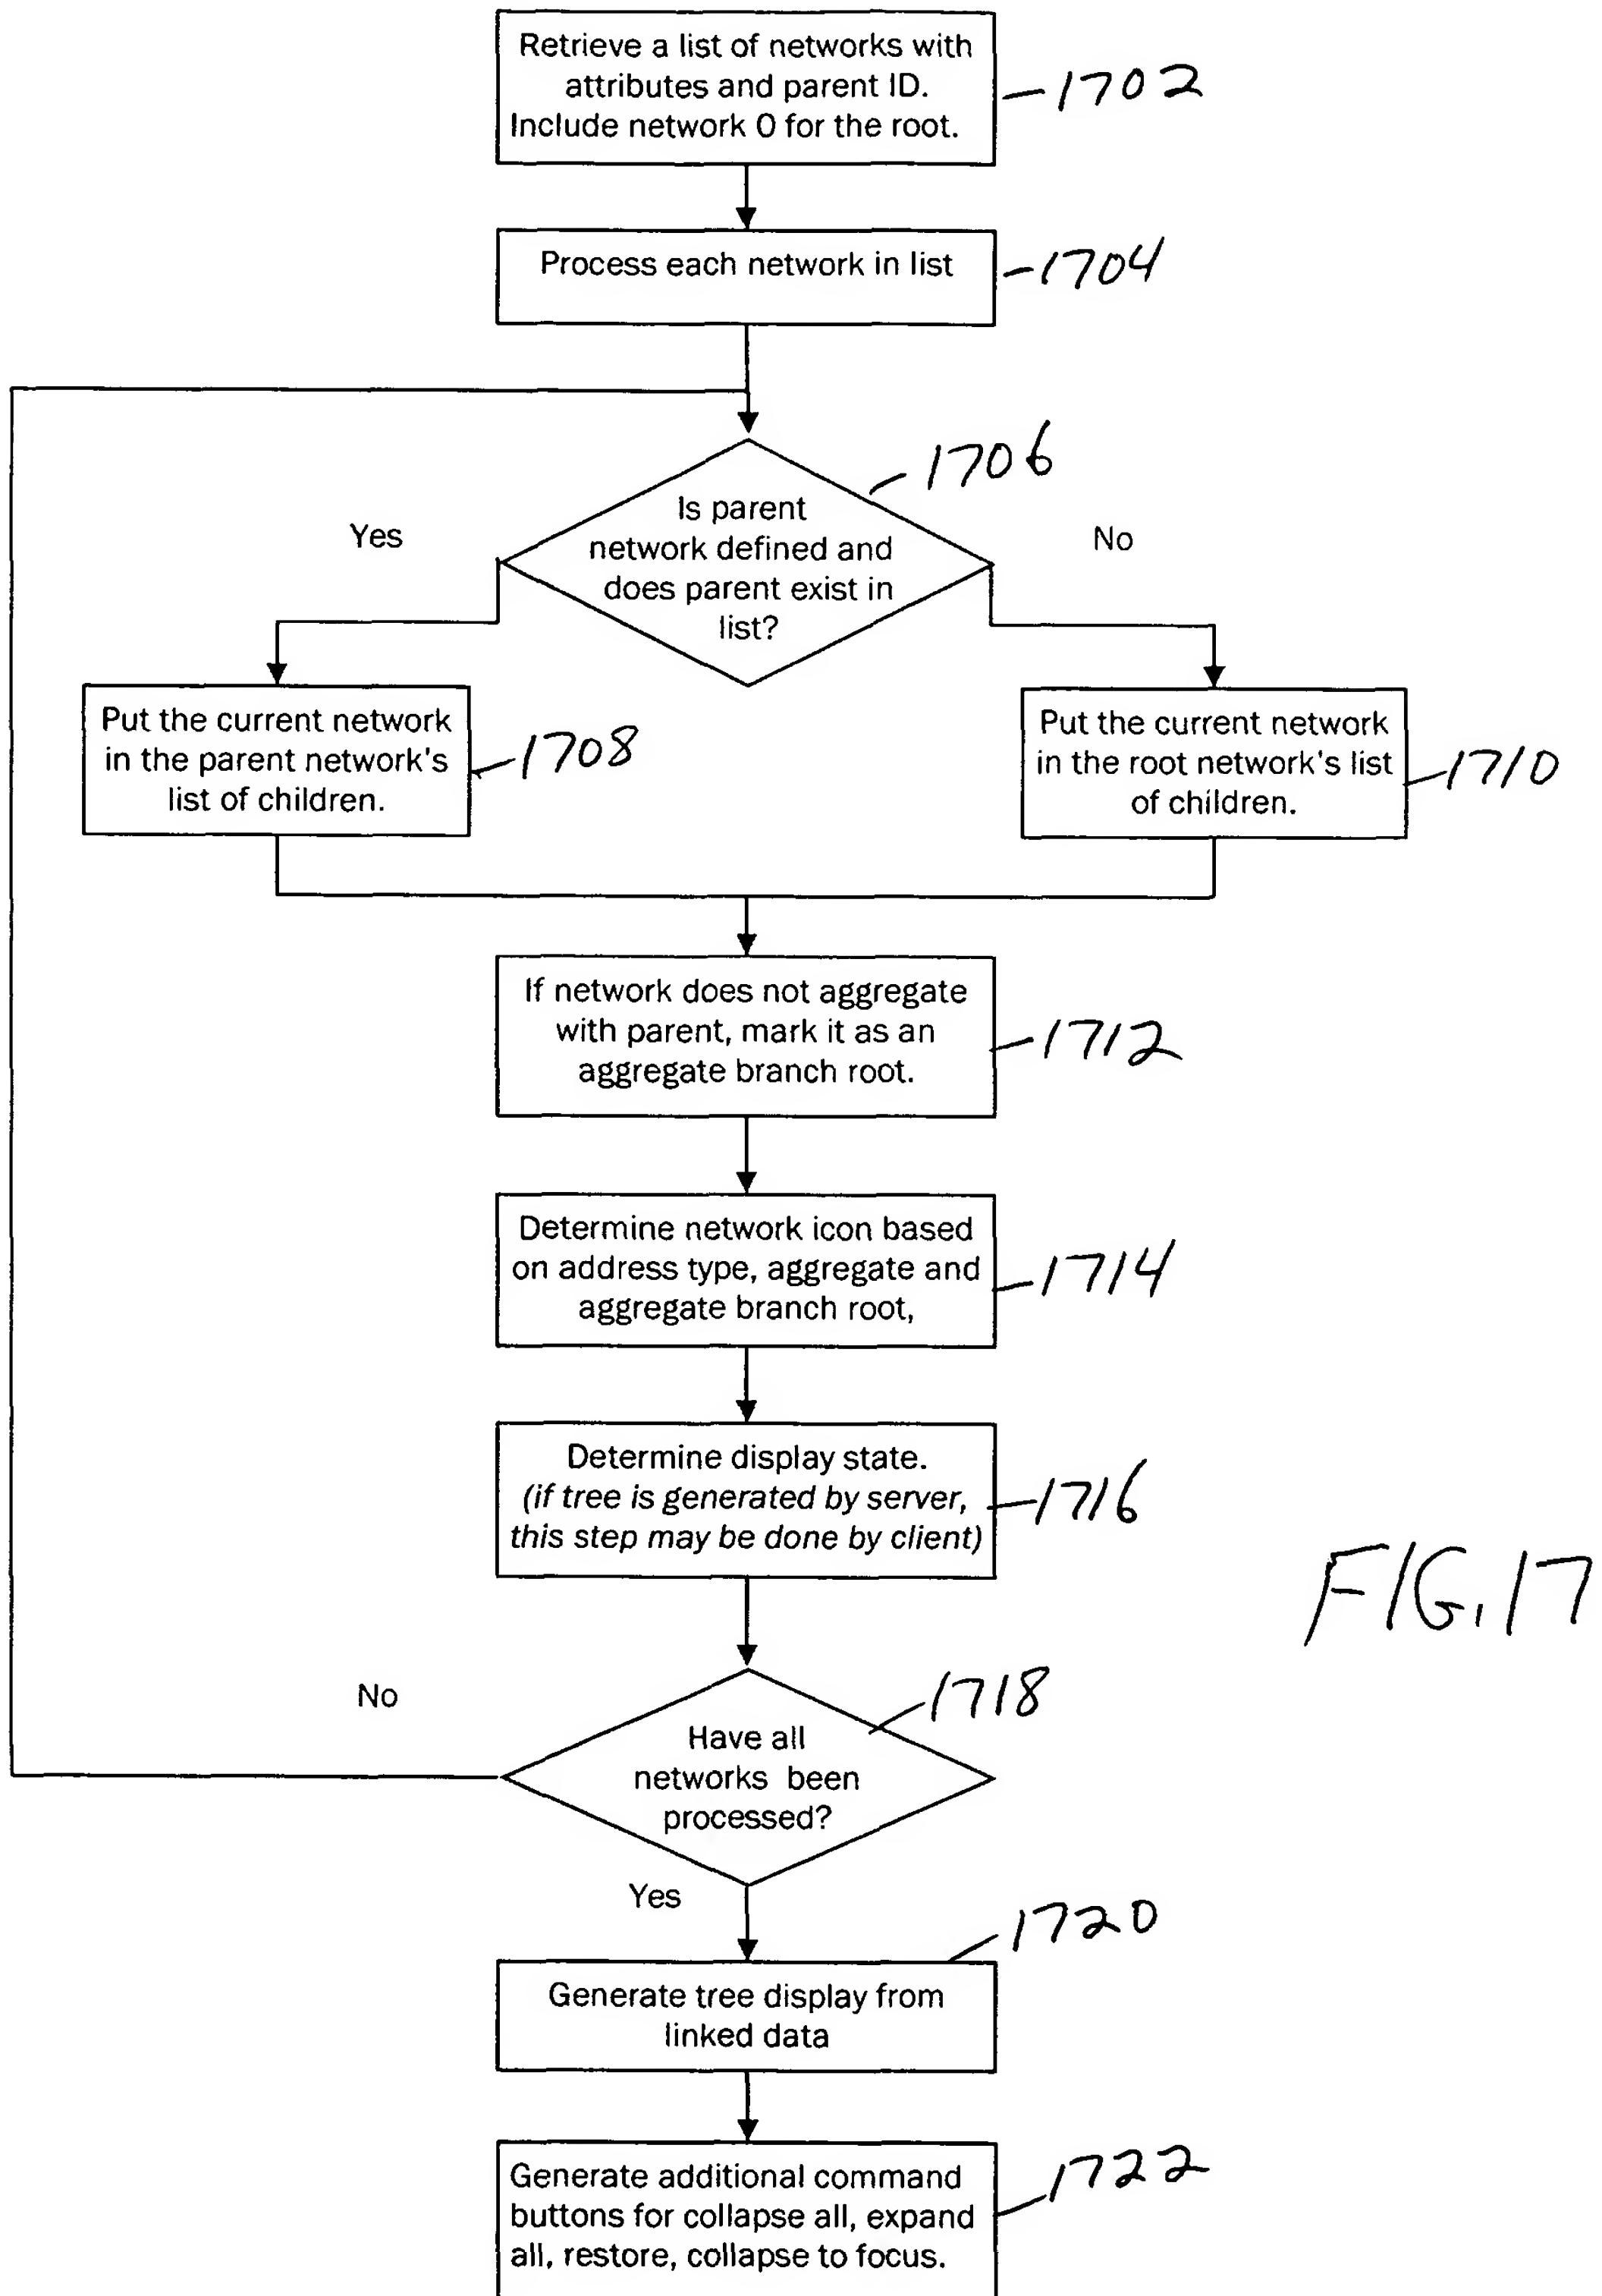 Retrieve a list of networks with
attributes and parent ID.
Include network 0 for the root.
1702
Process each network in list
1704
1706
Is parent
network defined and
does parent exist in
list?
Yes
No
Put the current network
in the parent network's
list of children.
1708
Put the current network
in the root network's list
of children.
1710
If network does not aggregate
with parent, mark it as an
aggregate branch root.
1712
Determine network icon based
on address type, aggregate and
aggregate branch root,
1714
Determine display state.
(if tree is generated by server,
this step may be done by client)
1716
FIG. 17
No
1718
Have all
networks been
processed?
Yes
1720
Generate tree display from
linked data
1722
Generate additional command
buttons for collapse all, expand
all, restore, collapse to focus.